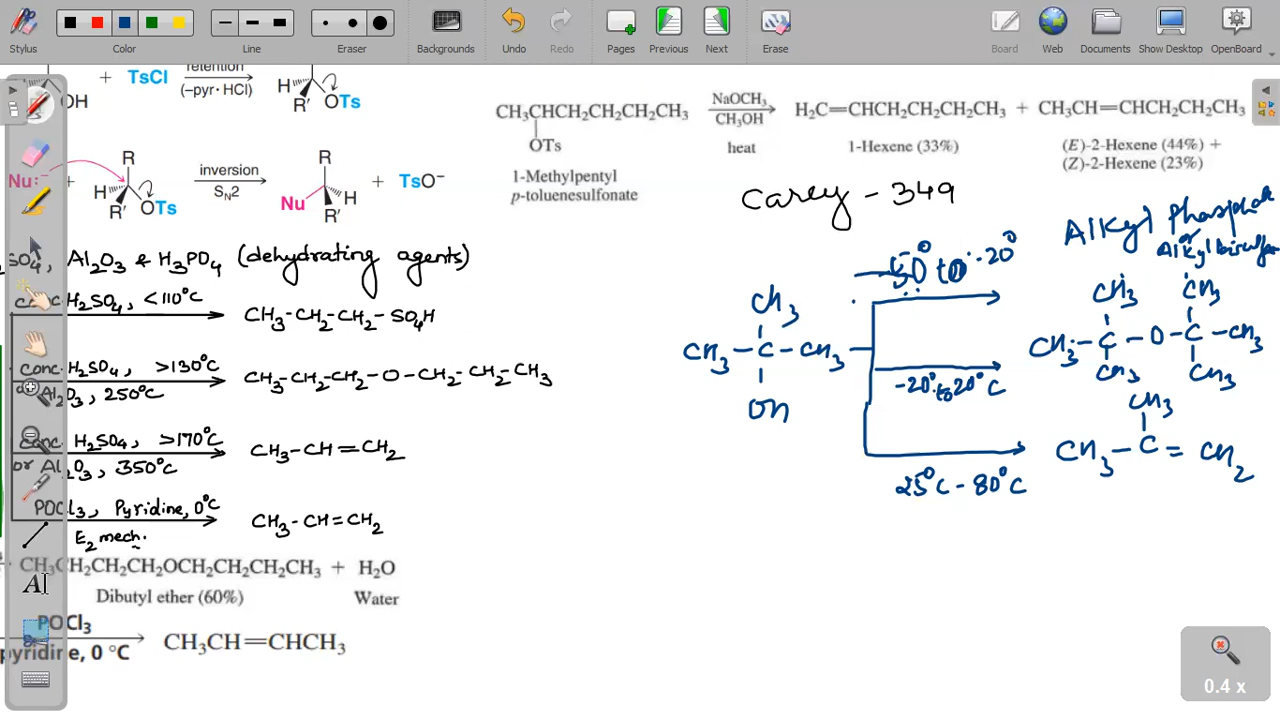 Stylus
Color
Line
Eraser
Backgrounds
Undo
Redo
Pages
Previous
Next
Erase
Board
Web
Documents
Show Desktop
OpenBoard
OH + TsCl retention (–pyr·HCl) H R' OTs
Nu:⁻ + R H R' OTs inversion SN2 R Nu H R' + TsO⁻
CH3CHCH2CH2CH2CH3 NaOCH3 CH3OH heat H2C=CHCH2CH2CH2CH3 + CH3CH=CHCH2CH2CH3
OTs
1-Hexene (33%)
(E)-2-Hexene (44%) +
(Z)-2-Hexene (23%)
1-Methylpentyl
p-toluenesulfonate
Carey - 349
SO4, Al2O3 & H3PO4 (dehydrating agents)
conc. H2SO4, <110°C CH3-CH2-CH2-SO4H
conc. H2SO4, >130°C
Al2O3, 250°C
CH3-CH2-CH2-O-CH2-CH2-CH3
conc. H2SO4, >170°C
or Al2O3, 350°C
CH3-CH=CH2
POCl3, Pyridine, 0°C
E2 mech.
CH3-CH=CH2
CH3CH2CH2CH2OCH2CH2CH2CH3 + H2O
Dibutyl ether (60%) Water
POCl3
pyridine, 0 °C
CH3CH=CHCH3
Alkyl Phosphate
or
Alkyl
-50° to -20°
CH3
CH3-C-CH3
OH
-20° to 20°C
CH3 CH3
CH3-C-O-C-CH3
CH3 CH3
25°C-80°C
CH3
CH3-C=CH2
0.4 x